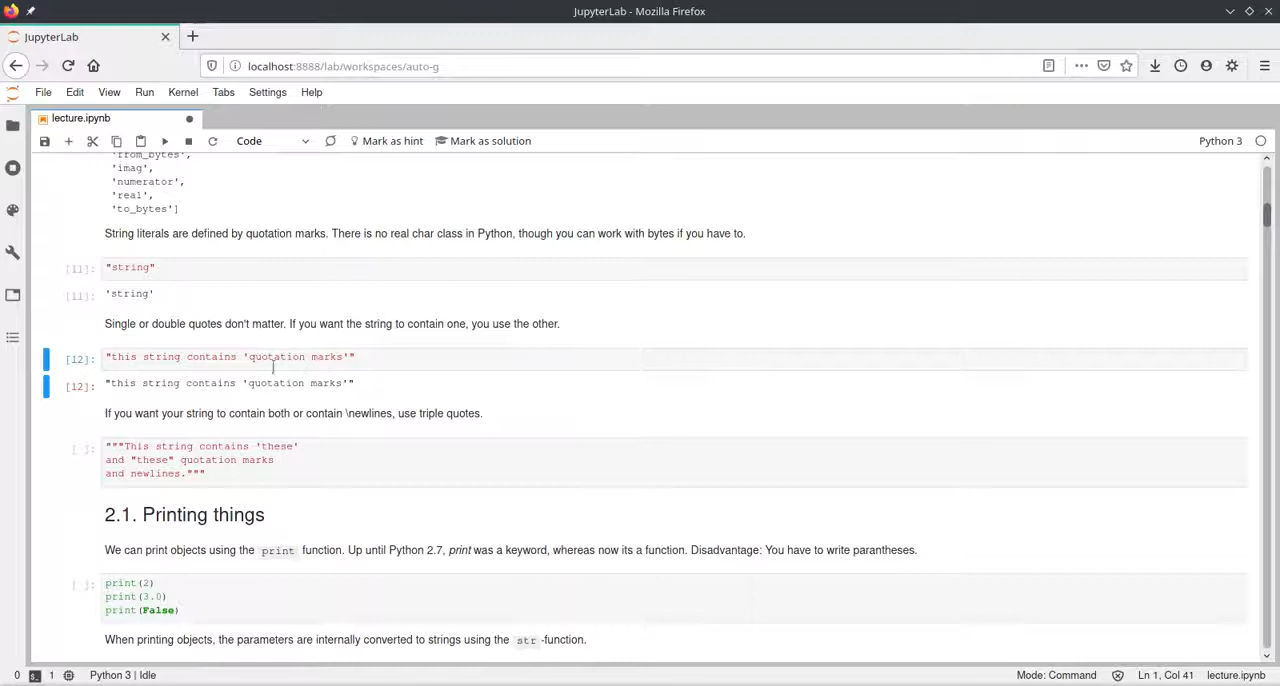 JupyterLab - Mozilla Firefox
JupyterLab
localhost:8888/lab/workspaces/auto-g
File Edit View Run Kernel Tabs Settings Help
lecture.ipynb
Code Mark as hint Mark as solution Python 3
'from_bytes',
'imag',
'numerator',
'real',
'to_bytes']
String literals are defined by quotation marks. There is no real char class in Python, though you can work with bytes if you have to.
[11]: "string"
[11]: 'string'
Single or double quotes don't matter. If you want the string to contain one, you use the other.
[12]: "this string contains 'quotation marks'"
[12]: "this string contains 'quotation marks'"
If you want your string to contain both or contain \newlines, use triple quotes.
[ ]: """This string contains 'these'
and "these" quotation marks
and newlines."""
2.1. Printing things
We can print objects using the print function. Up until Python 2.7, print was a keyword, whereas now its a function. Disadvantage: You have to write parantheses.
[ ]: print(2)
print(3.0)
print(False)
When printing objects, the parameters are internally converted to strings using the str -function.
0 1 Python 3 | Idle Mode: Command Ln 1, Col 41 lecture.ipynb